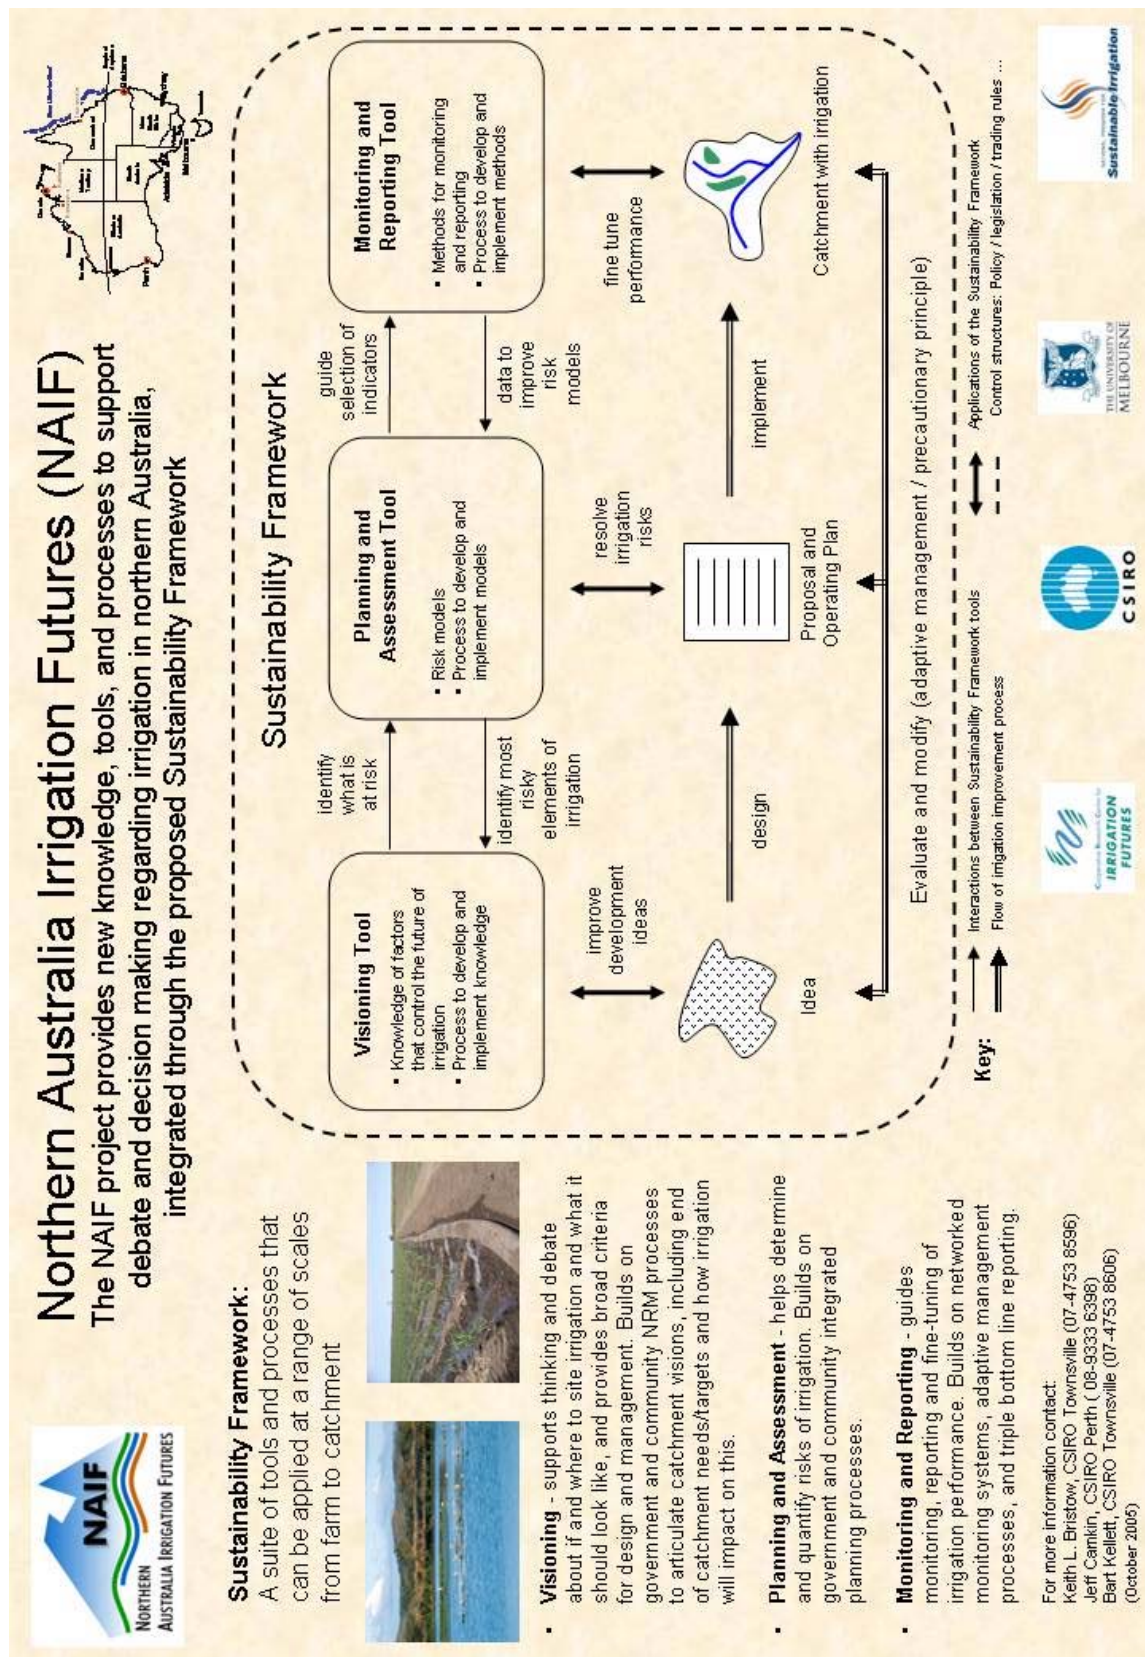 Northern Australia Irrigation Futures (NAIF)
The NAIF project provides new knowledge, tools, and processes to support
debate and decision making regarding irrigation in northern Australia,
integrated through the proposed Sustainability Framework
NAIF
NORTHERN
AUSTRALIA IRRIGATION FUTURES
Perth
Sustainability Framework:
A suite of tools and processes that
can be applied at a range of scales
from farm to catchment
▪ Visioning - supports thinking and debate
about if and where to site irrigation and what it
should look like, and provides broad criteria
for design and management. Builds on
government and community NRM processes
to articulate catchment visions, including end
of catchment needs/targets and how irrigation
will impact on this.
▪ Planning and Assessment - helps determine
and quantify risks of irrigation. Builds on
government and community integrated
planning processes.
▪ Monitoring and Reporting - guides
monitoring, reporting and fine-tuning of
irrigation performance. Builds on networked
monitoring systems, adaptive management
processes, and triple bottom line reporting.
For more information contact:
Keith L. Bristow, CSIRO Townsville (07-4753 8596)
Jeff Camkin, CSIRO Perth ( 08-9333 6398)
Bart Kellett, CSIRO Townsville (07-4753 8606)
(October 2005)
Sustainability Framework
Visioning Tool
▪ Knowledge of factors
that control the future of
irrigation
▪ Process to develop and
implement knowledge
identify
what is
at risk
identify most
risky
elements of
irrigation
Planning and
Assessment Tool
▪ Risk models
▪ Process to develop and
implement models
guide
selection of
indicators
data to
improve
risk
models
Monitoring and
Reporting Tool
▪ Methods for monitoring
and reporting
▪ Process to develop and
implement methods
improve
development
ideas
resolve
irrigation
risks
fine tune
performance
Idea
design
Proposal and
Operating Plan
implement
Catchment with irrigation
Evaluate and modify (adaptive management / precautionary principle)
Key:
Interactions between Sustainability Framework tools
Flow of irrigation improvement process
Applications of the Sustainability Framework
Control structures: Policy / legislation / trading rules ...
Cooperative Research Centre for
IRRIGATION
FUTURES
CSIRO
THE UNIVERSITY OF
MELBOURNE
Sustainable Irrigation